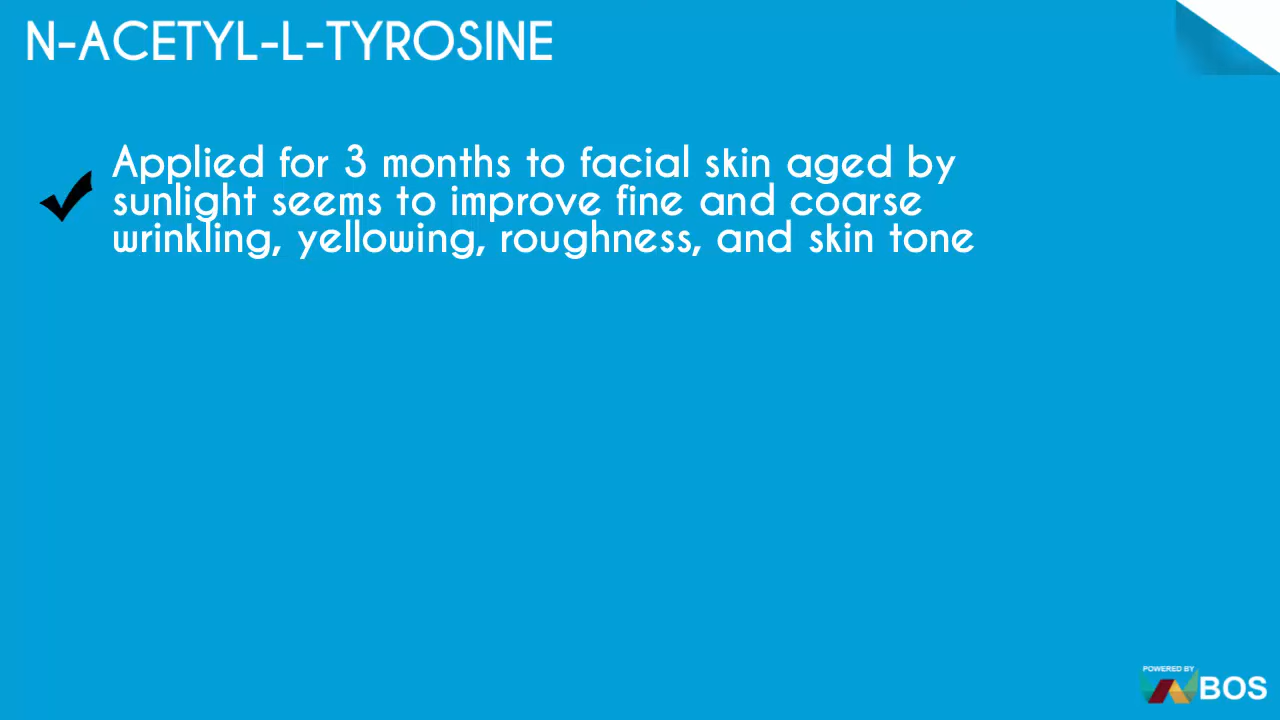 N-ACETYL-L-TYROSINE
Applied for 3 months to facial skin aged by
sunlight seems to improve fine and coarse
wrinkling, yellowing, roughness, and skin tone
POWERED BY
BOS